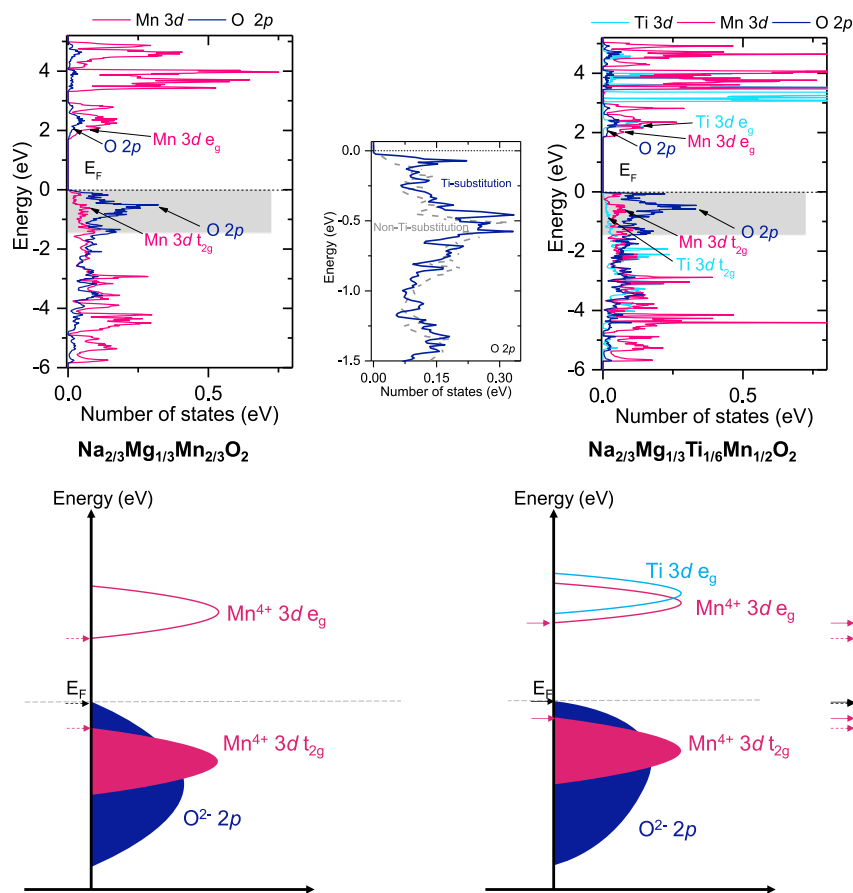 Mn 3d O 2p
Energy (eV)
4
2
0
-2
-4
-6
Mn 3d eg
O 2p
EF
O 2p
Mn 3d t2g
0.0
0.5
Number of states (eV)
Na2/3Mg1/3Mn2/3O2
Energy (eV)
0.0
-0.5
-1.0
-1.5
Ti-substitution
Non-Ti-substitution
O 2p
0.00
0.15
0.30
Ti 3d Mn 3d O 2p
Energy (eV)
4
2
0
-2
-4
-6
Ti 3d eg
O 2p
Mn 3d eg
EF
O 2p
Mn 3d t2g
Ti 3d t2g
0.0
0.5
Number of states (eV)
Na2/3Mg1/3Ti1/6Mn1/2O2
Energy (eV)
Mn4+ 3d eg
EF
Mn4+ 3d t2g
O2- 2p
Energy (eV)
Ti 3d eg
Mn4+ 3d eg
EF
Mn4+ 3d t2g
O2- 2p